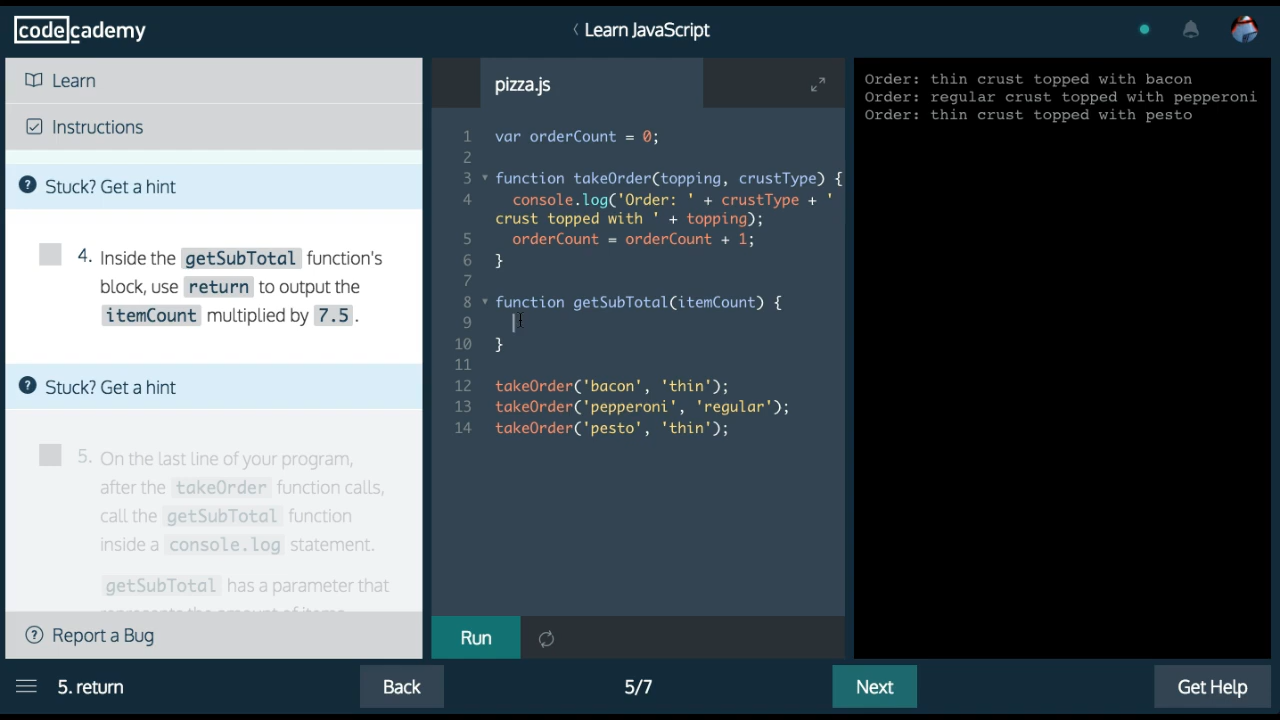 codecademy
Learn JavaScript
Learn
Instructions
Stuck? Get a hint
4. Inside the getSubTotal function's
block, use return to output the
itemCount multiplied by 7.5 .
Stuck? Get a hint
5. On the last line of your program,
after the takeOrder function calls,
call the getSubTotal function
inside a console.log statement.
getSubTotal has a parameter that
represents the amount of items
Report a Bug
pizza.js
1 var orderCount = 0;
2
3 function takeOrder(topping, crustType) {
4 console.log('Order: ' + crustType + '
crust topped with ' + topping);
5 orderCount = orderCount + 1;
6 }
7
8 function getSubTotal(itemCount) {
9
10 }
11
12 takeOrder('bacon', 'thin');
13 takeOrder('pepperoni', 'regular');
14 takeOrder('pesto', 'thin');
Run
Order: thin crust topped with bacon
Order: regular crust topped with pepperoni
Order: thin crust topped with pesto
5. return
Back
5/7
Next
Get Help